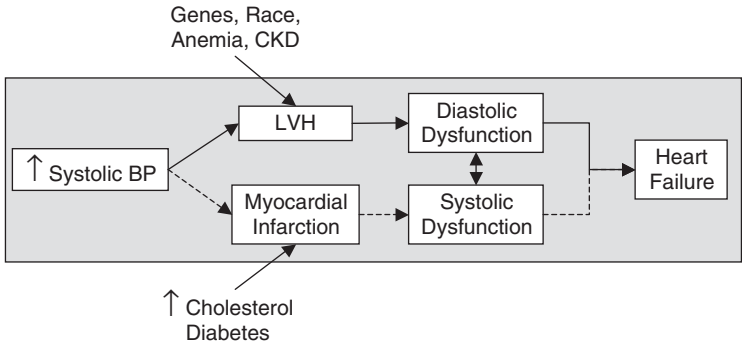 Genes, Race,
Anemia, CKD
LVH
Diastolic
Dysfunction
↑ Systolic BP
Heart
Failure
Myocardial
Infarction
Systolic
Dysfunction
↑ Cholesterol
Diabetes